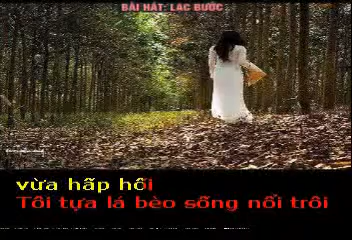 BÀI HÁT: LẠC BƯỚC
vừa hấp hối
Tôi tựa lá bèo sống nổi trôi